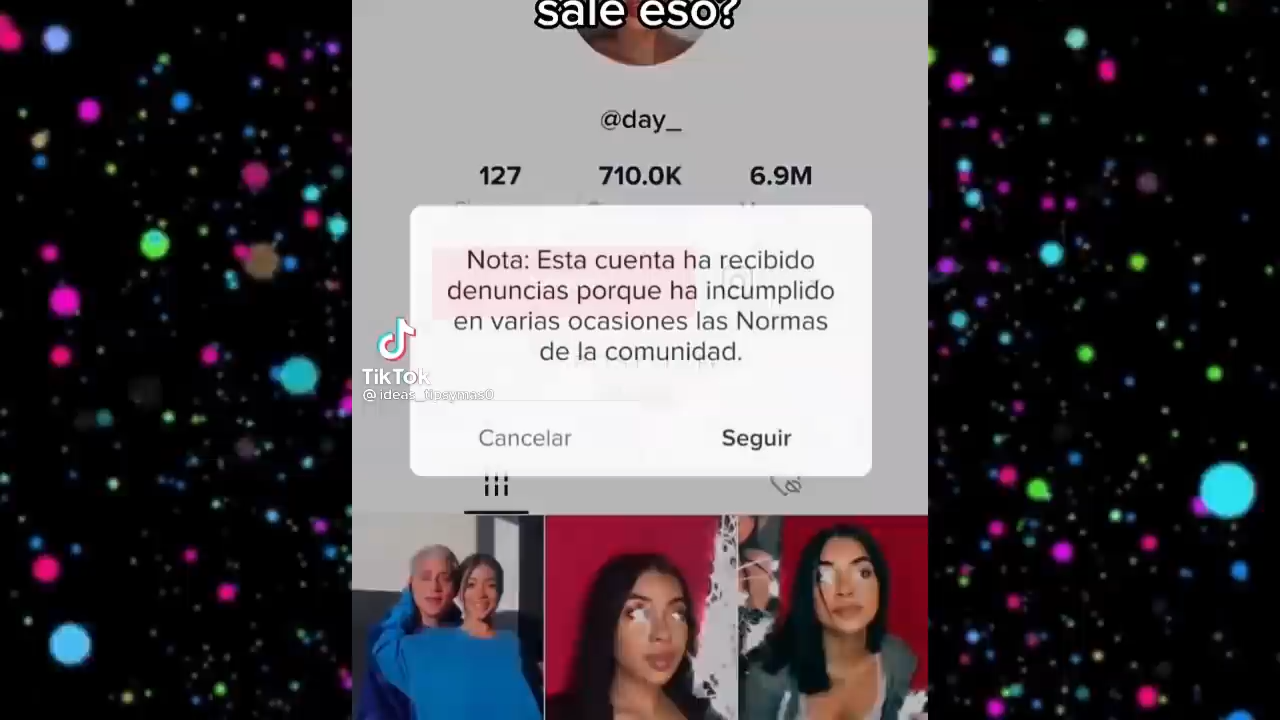 sale eso?
@day_
127 710.0K 6.9M
Nota: Esta cuenta ha recibido
denuncias porque ha incumplido
en varias ocasiones las Normas
de la comunidad.
TikTok
@ideas_tipsymas0
Cancelar Seguir